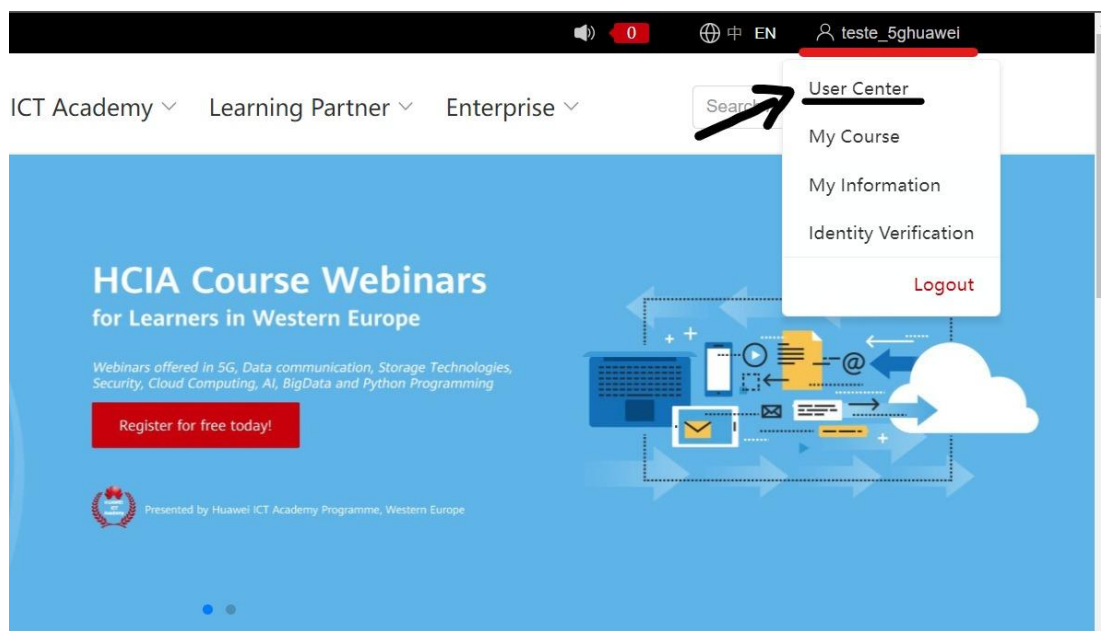 0
中 EN
teste_5ghuawei
ICT Academy
Learning Partner
Enterprise
User Center
My Course
My Information
Identity Verification
Logout
HCIA Course Webinars
for Learners in Western Europe
Webinars offered in 5G, Data communication, Storage Technologies,
Security, Cloud Computing, AI, BigData and Python Programming
Register for free today!
Presented by Huawei ICT Academy Programme, Western Europe
@